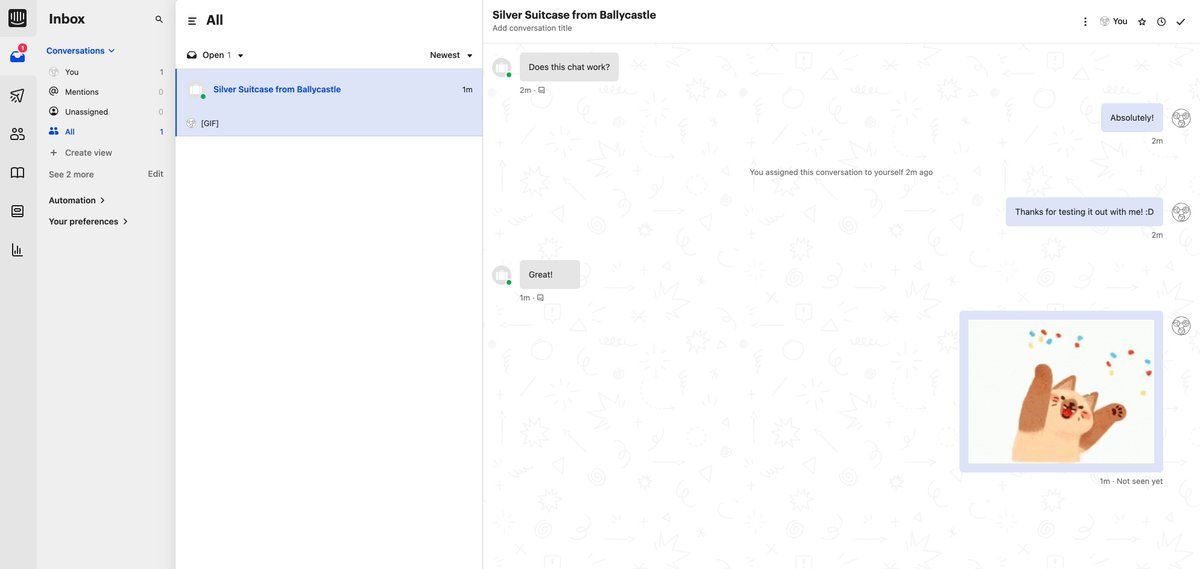 1
Inbox
Conversations
You 1
Mentions 0
Unassigned 0
All 1
+ Create view
See 2 more Edit
Automation
Your preferences
All
Open 1 Newest
Silver Suitcase from Ballycastle 1m
[GIF]
Silver Suitcase from Ballycastle
Add conversation title
You
Does this chat work?
2m ·
Absolutely!
2m
You assigned this conversation to yourself 2m ago
Thanks for testing it out with me! :D
2m
Great!
1m ·
1m · Not seen yet